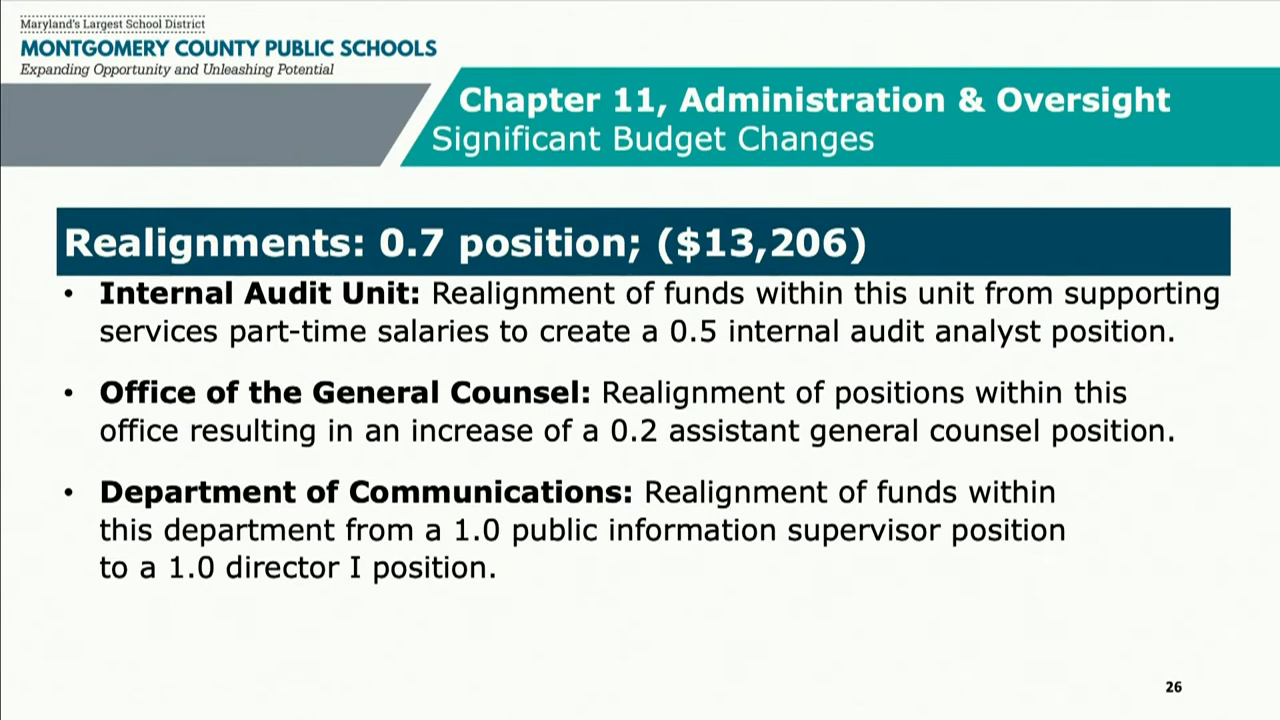 Maryland's Largest School District
MONTGOMERY COUNTY PUBLIC SCHOOLS
Expanding Opportunity and Unleashing Potential
Chapter 11, Administration & Oversight
Significant Budget Changes
Realignments: 0.7 position; ($13,206)
• Internal Audit Unit: Realignment of funds within this unit from supporting
services part-time salaries to create a 0.5 internal audit analyst position.
• Office of the General Counsel: Realignment of positions within this
office resulting in an increase of a 0.2 assistant general counsel position.
• Department of Communications: Realignment of funds within
this department from a 1.0 public information supervisor position
to a 1.0 director I position.
26